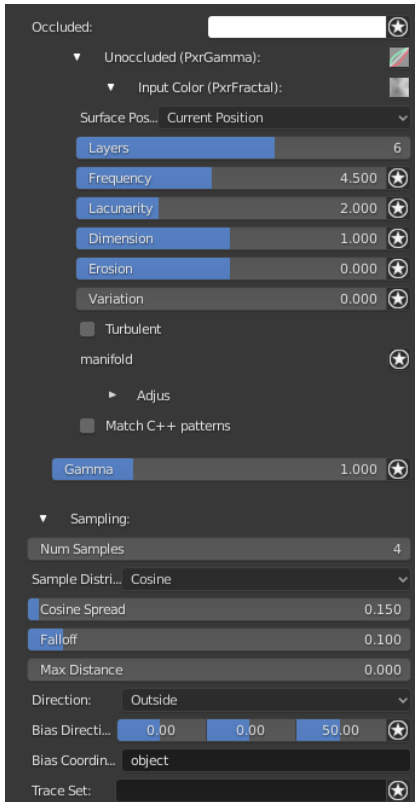 Occluded:
Unoccluded (PxrGamma):
Input Color (PxrFractal):
Surface Pos... Current Position
Layers 6
Frequency 4.500
Lacunarity 2.000
Dimension 1.000
Erosion 0.000
Variation 0.000
Turbulent
manifold
Adjus
Match C++ patterns
Gamma 1.000
Sampling:
Num Samples 4
Sample Distri... Cosine
Cosine Spread 0.150
Falloff 0.100
Max Distance 0.000
Direction: Outside
Bias Directi... 0.00 0.00 50.00
Bias Coordin... object
Trace Set: